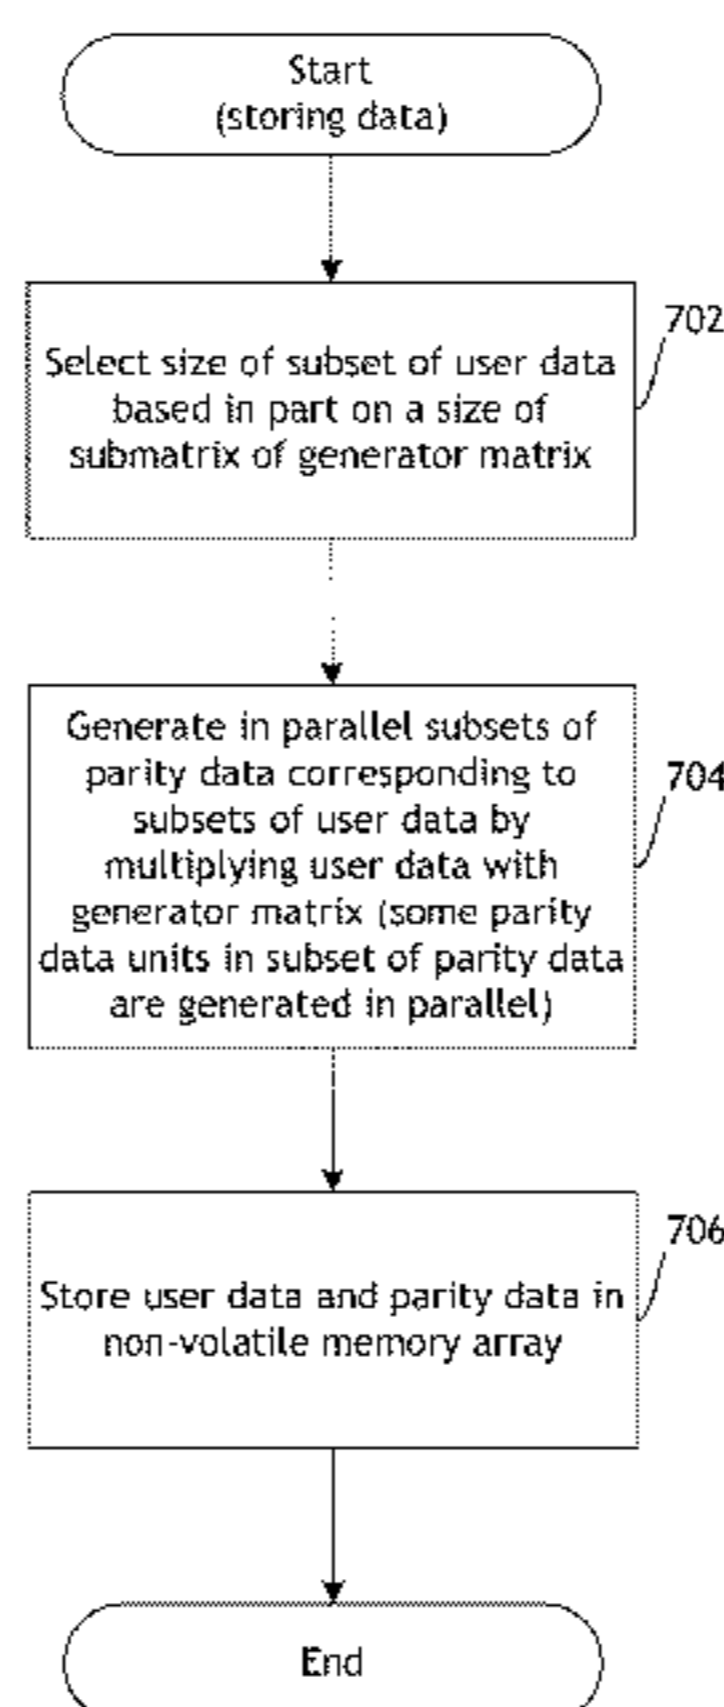 Start
(storing data)
702
Select size of subset of user data
based in part on a size of
submatrix of generator matrix
704
Generate in parallel subsets of
parity data corresponding to
subsets of user data by
multiplying user data with
generator matrix (some parity
data units in subset of parity data
are generated in parallel)
706
Store user data and parity data in
non-volatile memory array
End